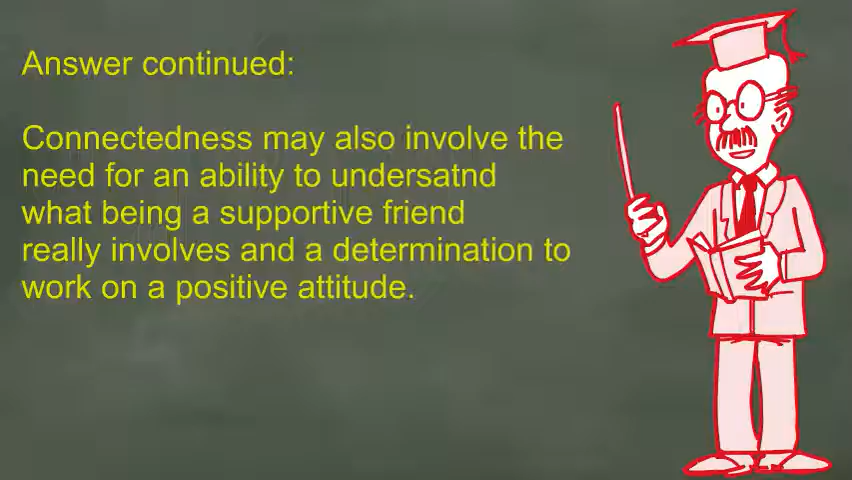 Answer continued:
Connectedness may also involve the
need for an ability to undersatnd
what being a supportive friend
really involves and a determination to
work on a positive attitude.